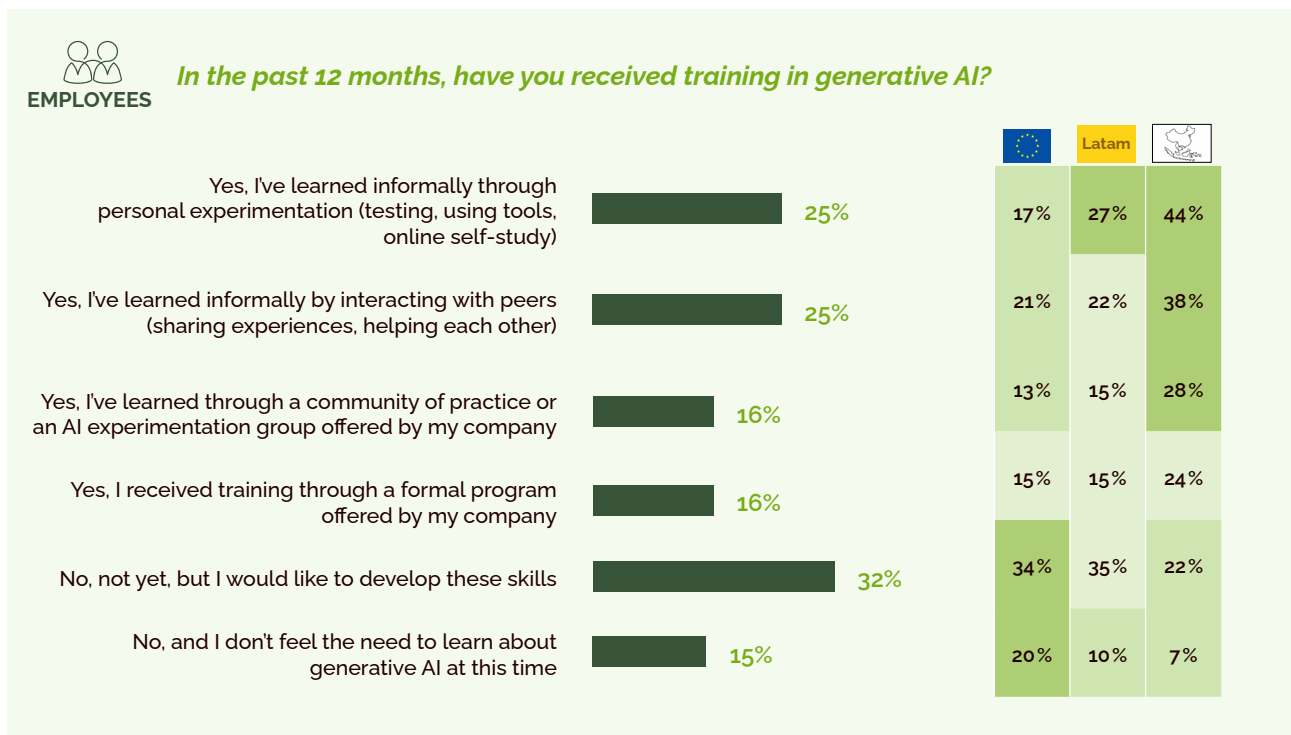 EMPLOYEES
In the past 12 months, have you received training in generative AI?
Latam
Yes, I’ve learned informally through
personal experimentation (testing, using tools,
online self-study)
25%
17%
27%
44%
Yes, I’ve learned informally by interacting with peers
(sharing experiences, helping each other)
25%
21%
22%
38%
Yes, I’ve learned through a community of practice or
an AI experimentation group offered by my company
16%
13%
15%
28%
Yes, I received training through a formal program
offered by my company
16%
15%
15%
24%
No, not yet, but I would like to develop these skills
32%
34%
35%
22%
No, and I don’t feel the need to learn about
generative AI at this time
15%
20%
10%
7%